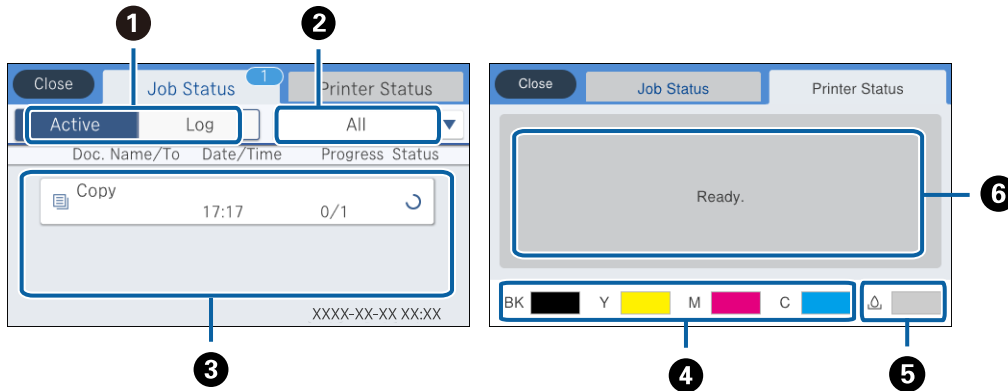 1 2
Close Job Status 1 Printer Status
Active Log All
Doc. Name/To Date/Time Progress Status
Copy
17:17 0/1
XXXX-XX-XX XX:XX
3
Close Job Status Printer Status
Ready.
6
BK Y M C
4 5